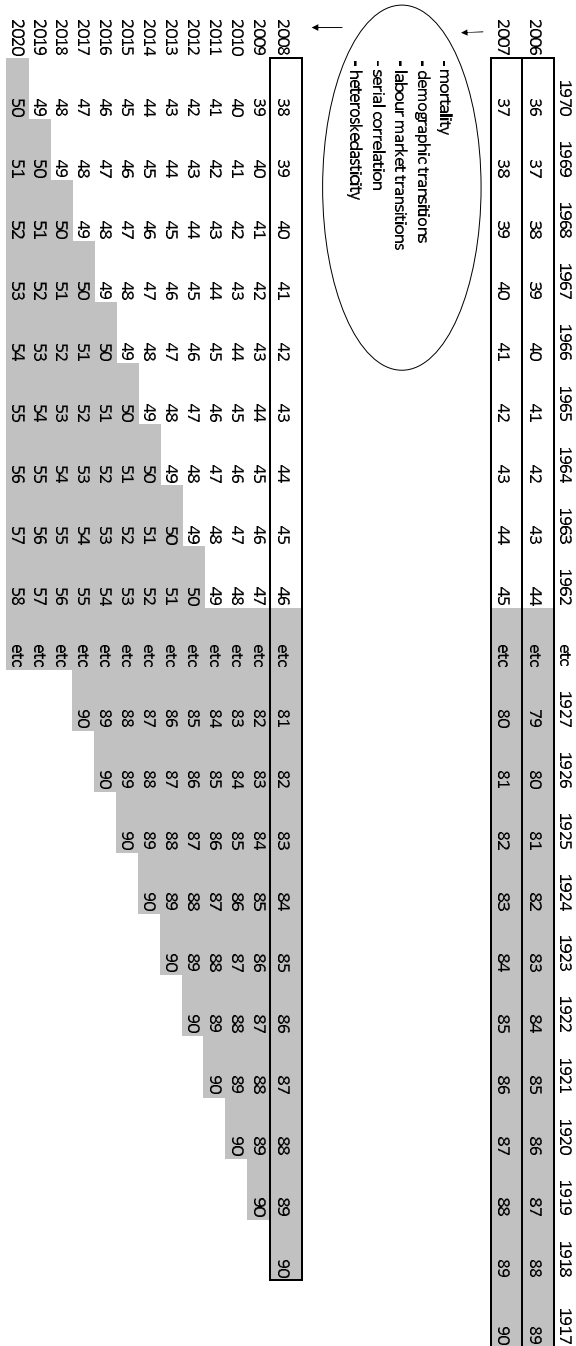 1970 1969 1968 1967 1966 1965 1964 1963 1962 etc 1927 1926 1925 1924 1923 1922 1921 1920 1919 1918 1917
2006 36 37 38 39 40 41 42 43 44 etc 79 80 81 82 83 84 85 86 87 88 89
2007 37 38 39 40 41 42 43 44 45 etc 80 81 82 83 84 85 86 87 88 89 90
- mortality
- demographic transitions
- labour market transitions
- serial correlation
- heteroskedasticity
2008 38 39 40 41 42 43 44 45 46 etc 81 82 83 84 85 86 87 88 89 90
2009 39 40 41 42 43 44 45 46 47 etc 82 83 84 85 86 87 88 89 90
2010 40 41 42 43 44 45 46 47 48 etc 83 84 85 86 87 88 89 90
2011 41 42 43 44 45 46 47 48 49 etc 84 85 86 87 88 89 90
2012 42 43 44 45 46 47 48 49 50 etc 85 86 87 88 89 90
2013 43 44 45 46 47 48 49 50 51 etc 86 87 88 89 90
2014 44 45 46 47 48 49 50 51 52 etc 87 88 89 90
2015 45 46 47 48 49 50 51 52 53 etc 88 89 90
2016 46 47 48 49 50 51 52 53 54 etc 89 90
2017 47 48 49 50 51 52 53 54 55 etc 90
2018 48 49 50 51 52 53 54 55 56 etc
2019 49 50 51 52 53 54 55 56 57 etc
2020 50 51 52 53 54 55 56 57 58 etc